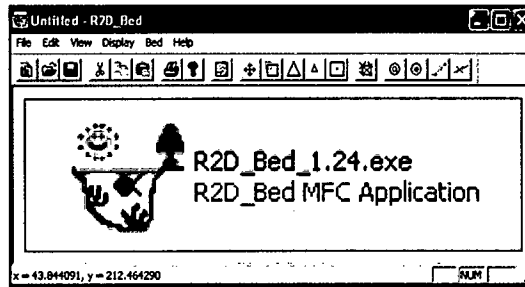 Untitled - R2D_Bed
File Edit View Display Bed Help
R2D_Bed_1.24.exe
R2D_Bed MFC Application
x = 43.844091, y = 212.464290
NUM